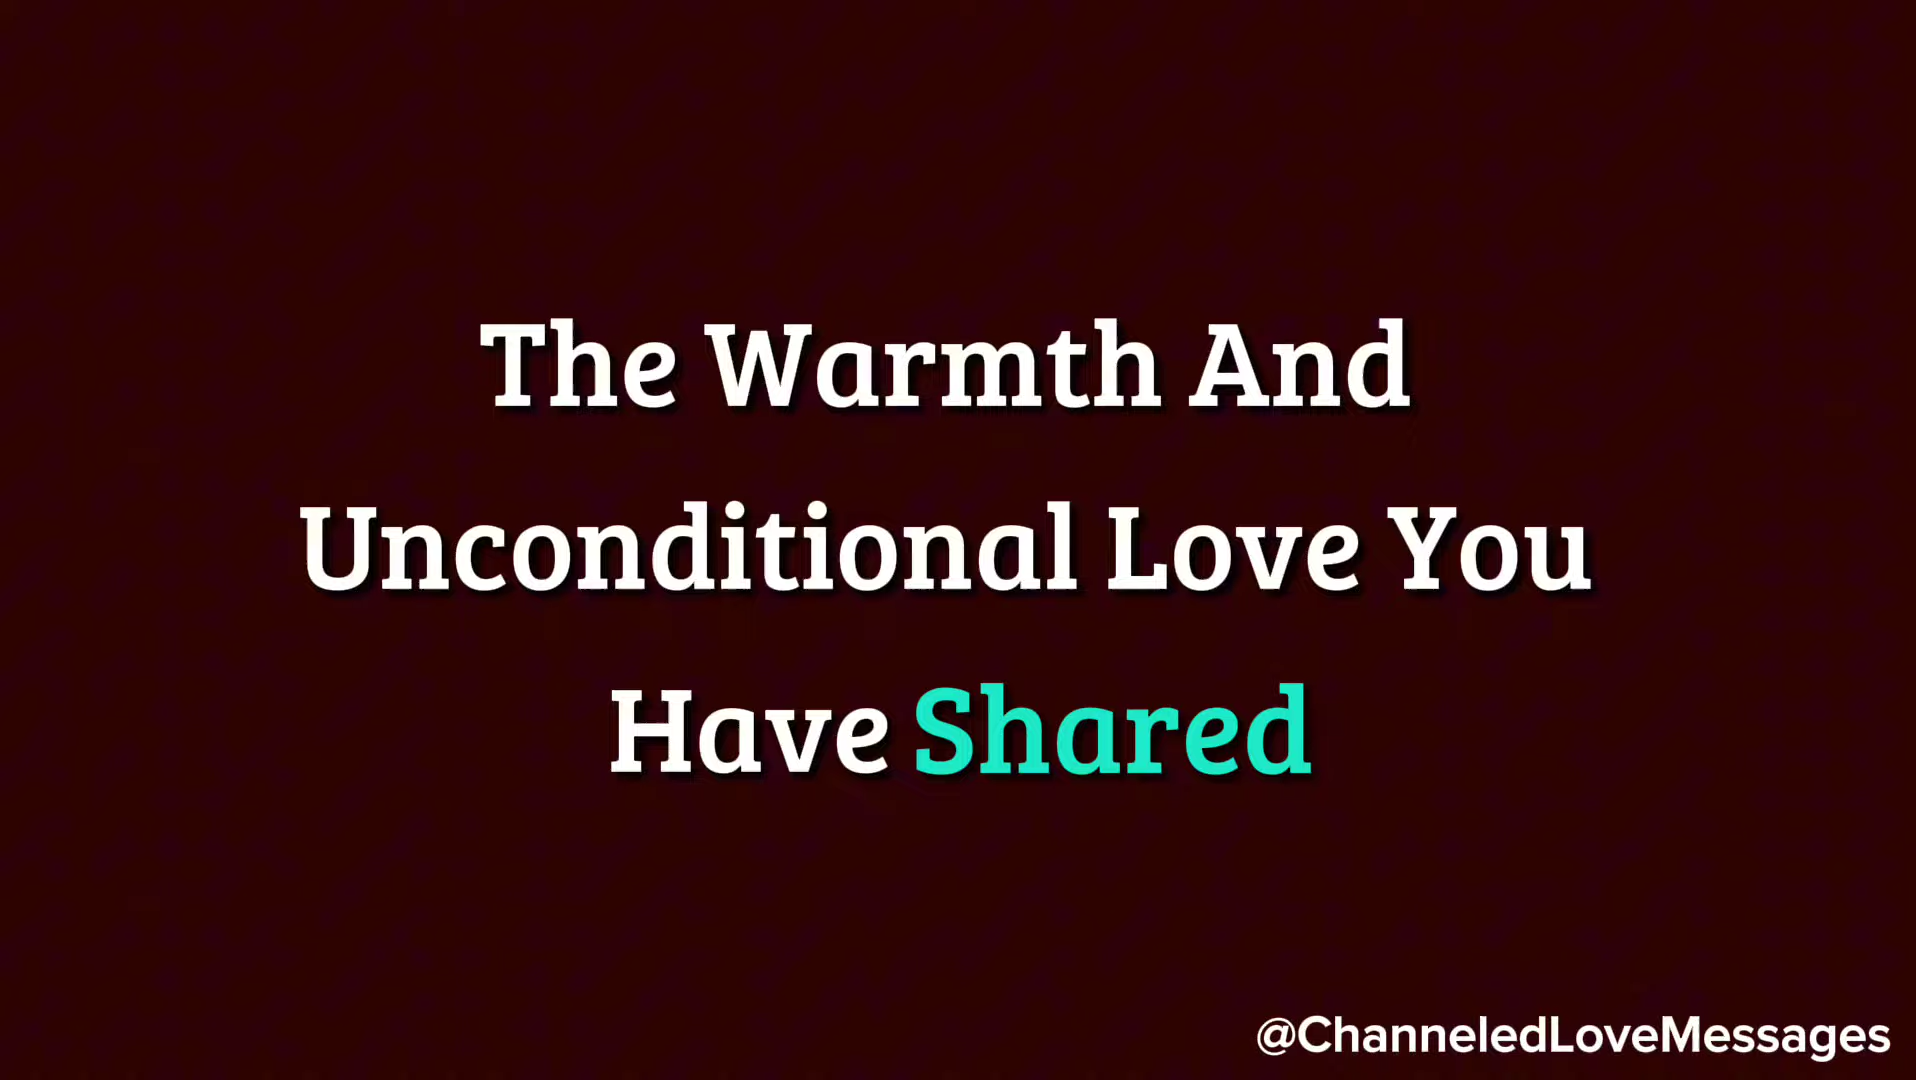 The Warmth And
Unconditional Love You
Have Shared
@ChanneledLoveMessages